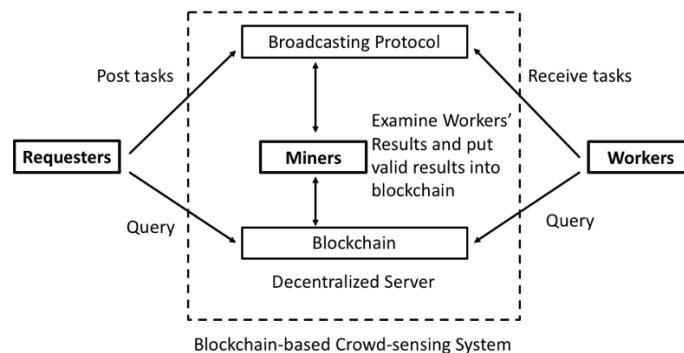 Broadcasting Protocol
Post tasks
Receive tasks
Examine Workers'
Results and put
valid results into
blockchain
Requesters
Miners
Workers
Query
Query
Blockchain
Decentralized Server
Blockchain-based Crowd-sensing System